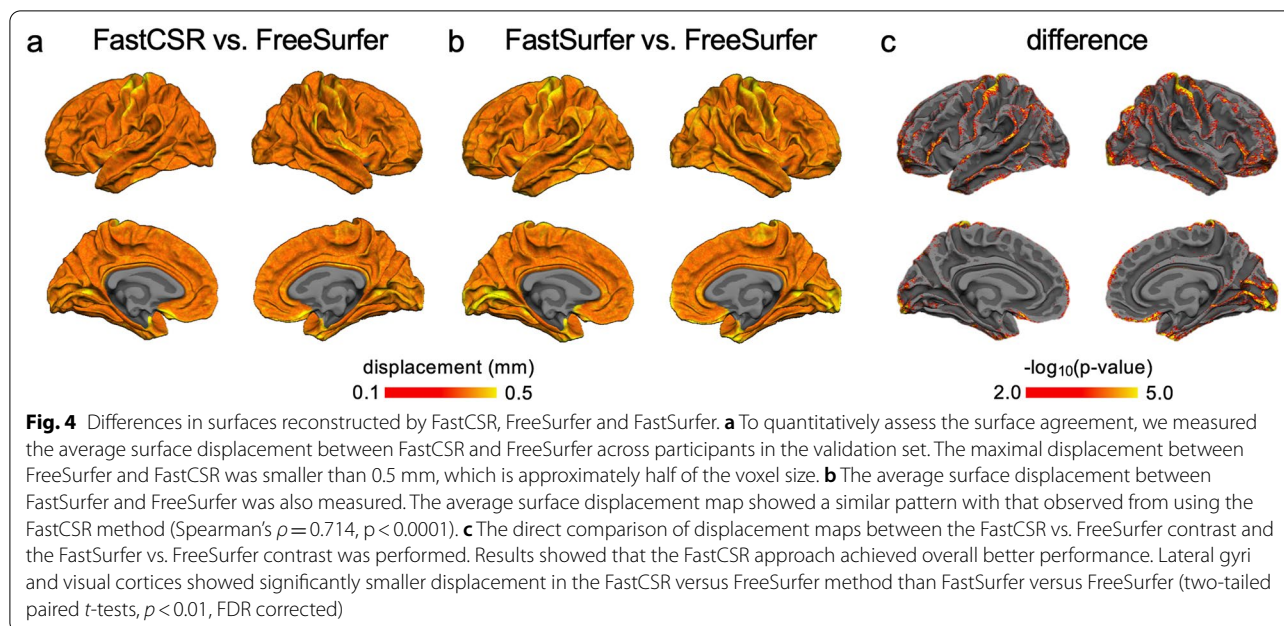 a FastCSR vs. FreeSurfer b FastSurfer vs. FreeSurfer c difference
displacement (mm) -log10(p-value)
0.1 0.5 2.0 5.0
Fig. 4 Differences in surfaces reconstructed by FastCSR, FreeSurfer and FastSurfer. a To quantitatively assess the surface agreement, we measured
the average surface displacement between FastCSR and FreeSurfer across participants in the validation set. The maximal displacement between
FreeSurfer and FastCSR was smaller than 0.5 mm, which is approximately half of the voxel size. b The average surface displacement between
FastSurfer and FreeSurfer was also measured. The average surface displacement map showed a similar pattern with that observed from using the
FastCSR method (Spearman's ρ = 0.714, p < 0.0001). c The direct comparison of displacement maps between the FastCSR vs. FreeSurfer contrast and
the FastSurfer vs. FreeSurfer contrast was performed. Results showed that the FastCSR approach achieved overall better performance. Lateral gyri
and visual cortices showed significantly smaller displacement in the FastCSR versus FreeSurfer method than FastSurfer versus FreeSurfer (two-tailed
paired t-tests, p < 0.01, FDR corrected)